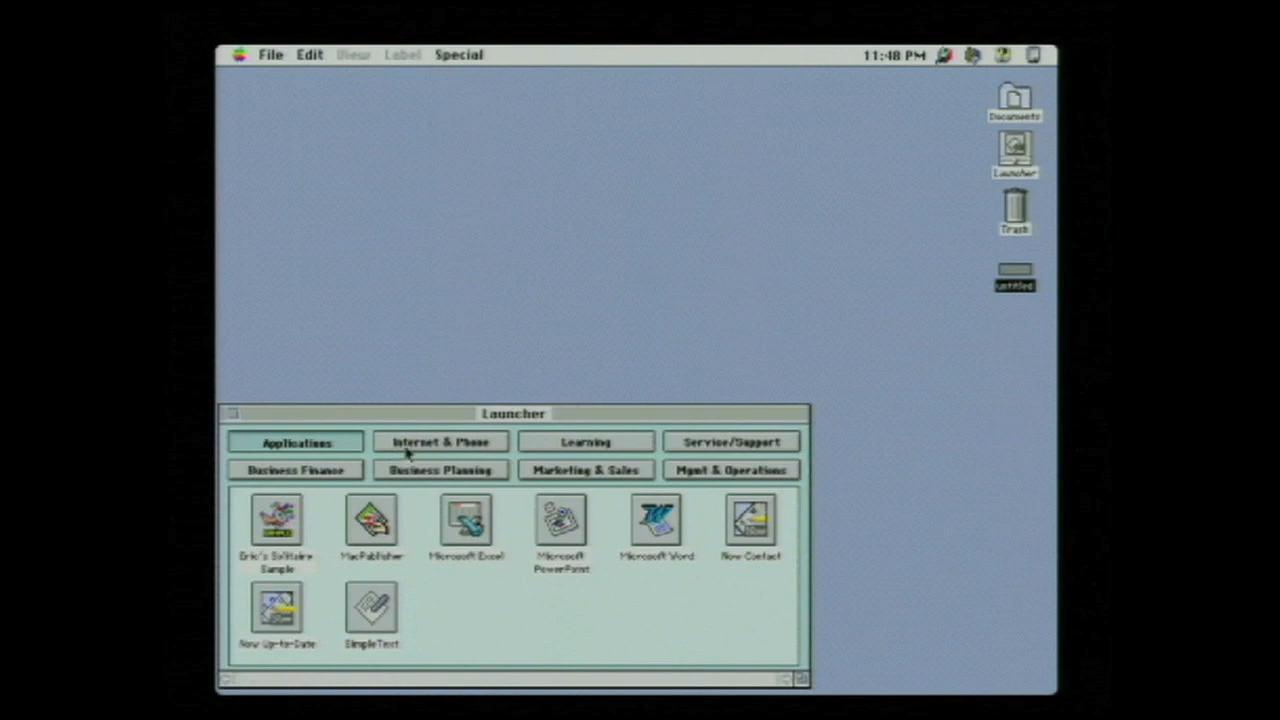 File Edit View Label Special 11:48 PM
Documents
Launcher
Trash
untitled
Launcher
Applications Internet & Phone Learning Service/Support
Business Finance Business Planning Marketing & Sales Mgmt & Operations
Eric's Solitaire Sample MacPublisher Microsoft Excel Microsoft PowerPoint Microsoft Word Now Contact
Now Up-to-Date SimpleText